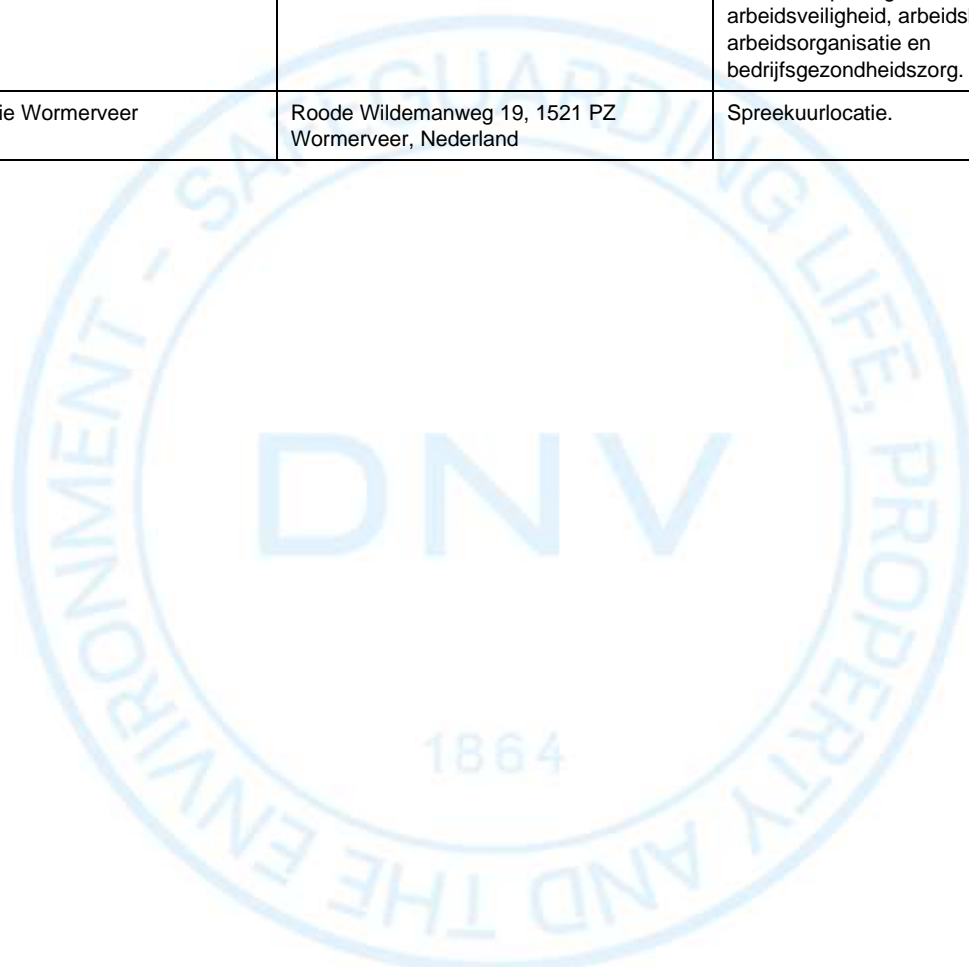 arbeidsveiligheid,
arbeidsorganisatie en
bedrijfsgezondheidszorg.
Wormerveer
Roode Wildemanweg 19, 1521 PZ
Wormerveer, Nederland
Spreekuurlocatie.
SAFEGUARDING LIFE, PROPERTY AND THE ENVIRONMENT -
DNV
1864